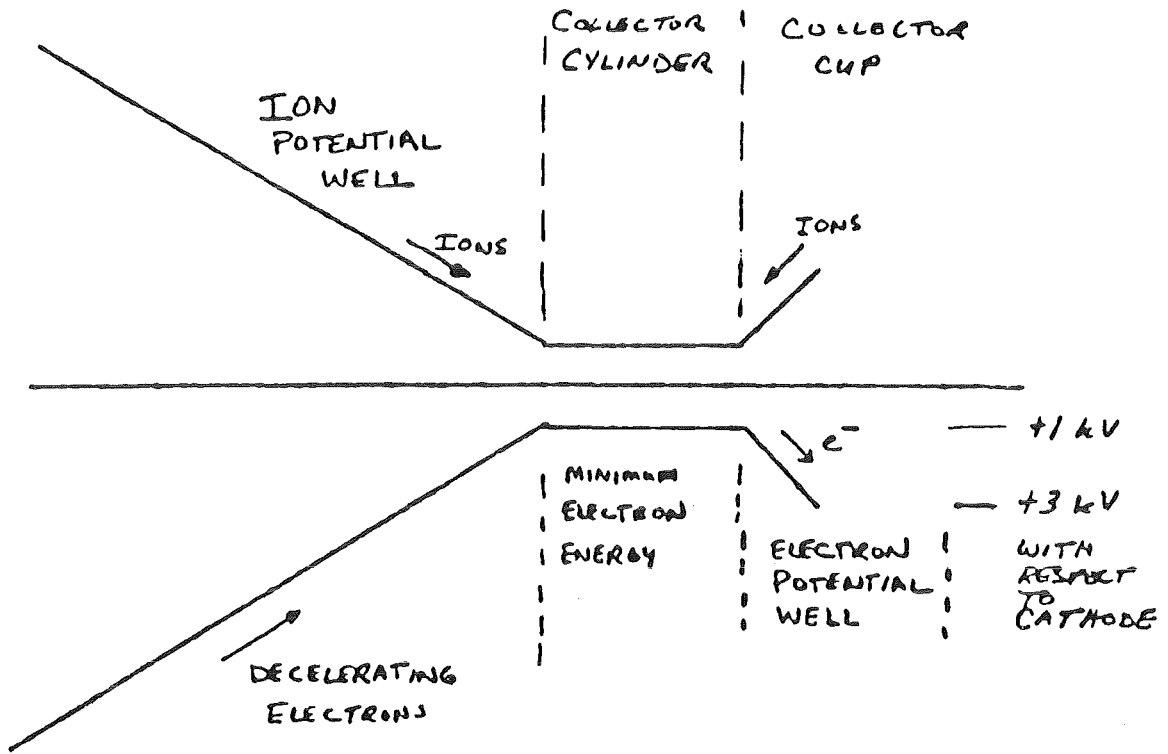 COLLECTOR
CYLINDER
COLLECTOR
CUP
ION
POTENTIAL
WELL
IONS
IONS
e⁻
+1 kV
+3 kV
WITH
RESPECT
TO
CATHODE
MINIMUM
ELECTRON
ENERGY
ELECTRON
POTENTIAL
WELL
DECELERATING
ELECTRONS